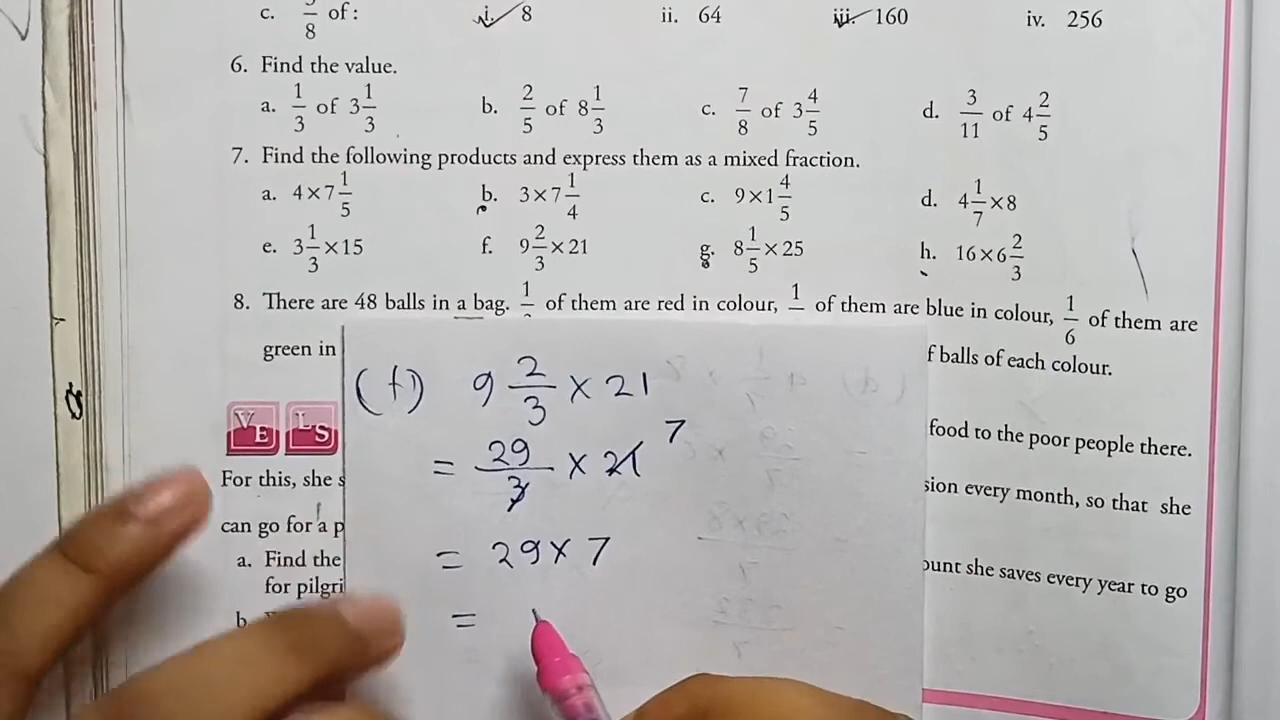 c. 3/8 of : i. 8 ii. 64 iii. 160 iv. 256
6. Find the value.
a. 1/3 of 3 1/3 b. 2/5 of 8 1/3 c. 7/8 of 3 4/5 d. 3/11 of 4 2/5
7. Find the following products and express them as a mixed fraction.
a. 4×7 1/5 b. 3×7 1/4 c. 9×1 4/5 d. 4 1/7 ×8
e. 3 1/3 ×15 f. 9 2/3 ×21 g. 8 1/5 ×25 h. 16×6 2/3
8. There are 48 balls in a bag. 1/ of them are red in colour, 1/ of them are blue in colour, 1/6 of them are
green in f balls of each colour.
(f) 9 2/3 × 21
VE LS
food to the poor people there.
= 29/3 × 21 7
For this, she s sion every month, so that she
can go for a p
= 29 × 7
a. Find the ount she saves every year to go
for pilgri
b.
=